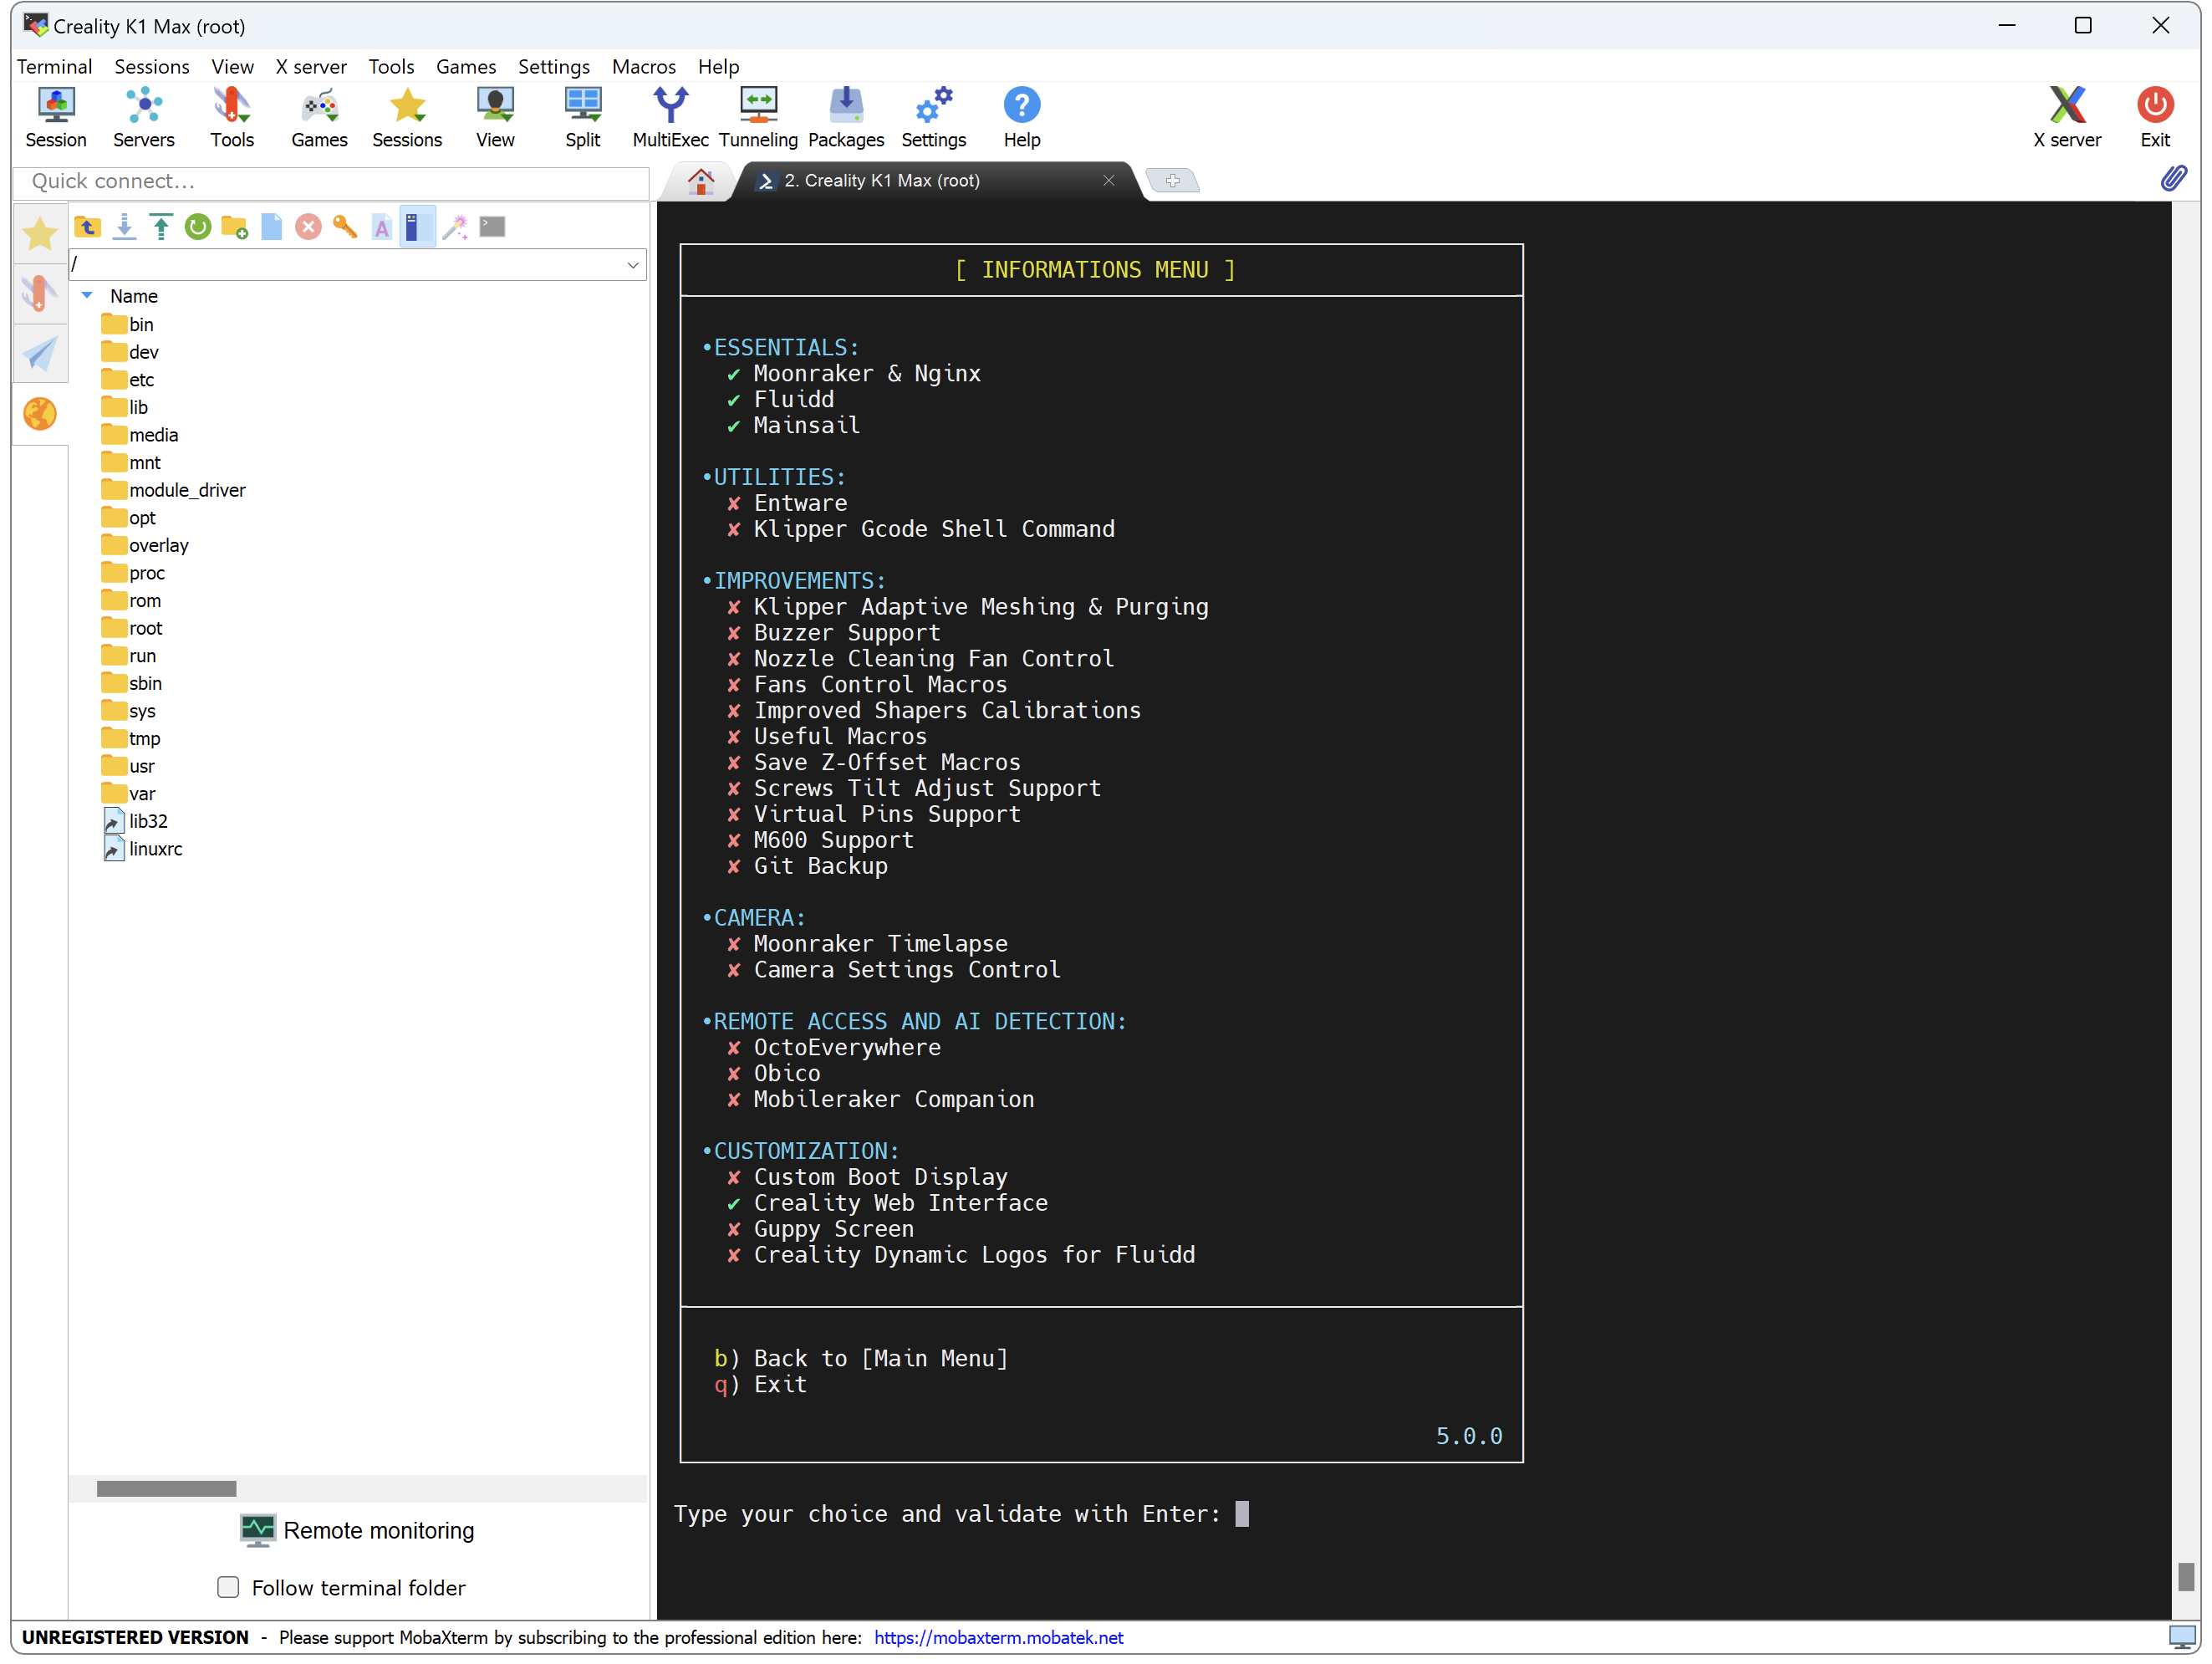 Creality K1 Max (root)
Terminal Sessions View X server Tools Games Settings Macros Help
Session Servers Tools Games Sessions View Split MultiExec Tunneling Packages Settings Help X server Exit
Quick connect...
2. Creality K1 Max (root)
/
Name
bin
dev
etc
lib
media
mnt
module_driver
opt
overlay
proc
rom
root
run
sbin
sys
tmp
usr
var
lib32
linuxrc
Remote monitoring
Follow terminal folder
[ INFORMATIONS MENU ]
•ESSENTIALS:
✔ Moonraker & Nginx
✔ Fluidd
✔ Mainsail
•UTILITIES:
✘ Entware
✘ Klipper Gcode Shell Command
•IMPROVEMENTS:
✘ Klipper Adaptive Meshing & Purging
✘ Buzzer Support
✘ Nozzle Cleaning Fan Control
✘ Fans Control Macros
✘ Improved Shapers Calibrations
✘ Useful Macros
✘ Save Z-Offset Macros
✘ Screws Tilt Adjust Support
✘ Virtual Pins Support
✘ M600 Support
✘ Git Backup
•CAMERA:
✘ Moonraker Timelapse
✘ Camera Settings Control
•REMOTE ACCESS AND AI DETECTION:
✘ OctoEverywhere
✘ Obico
✘ Mobileraker Companion
•CUSTOMIZATION:
✘ Custom Boot Display
✔ Creality Web Interface
✘ Guppy Screen
✘ Creality Dynamic Logos for Fluidd
b) Back to [Main Menu]
q) Exit
5.0.0
Type your choice and validate with Enter:
UNREGISTERED VERSION - Please support MobaXterm by subscribing to the professional edition here: https://mobaxterm.mobatek.net